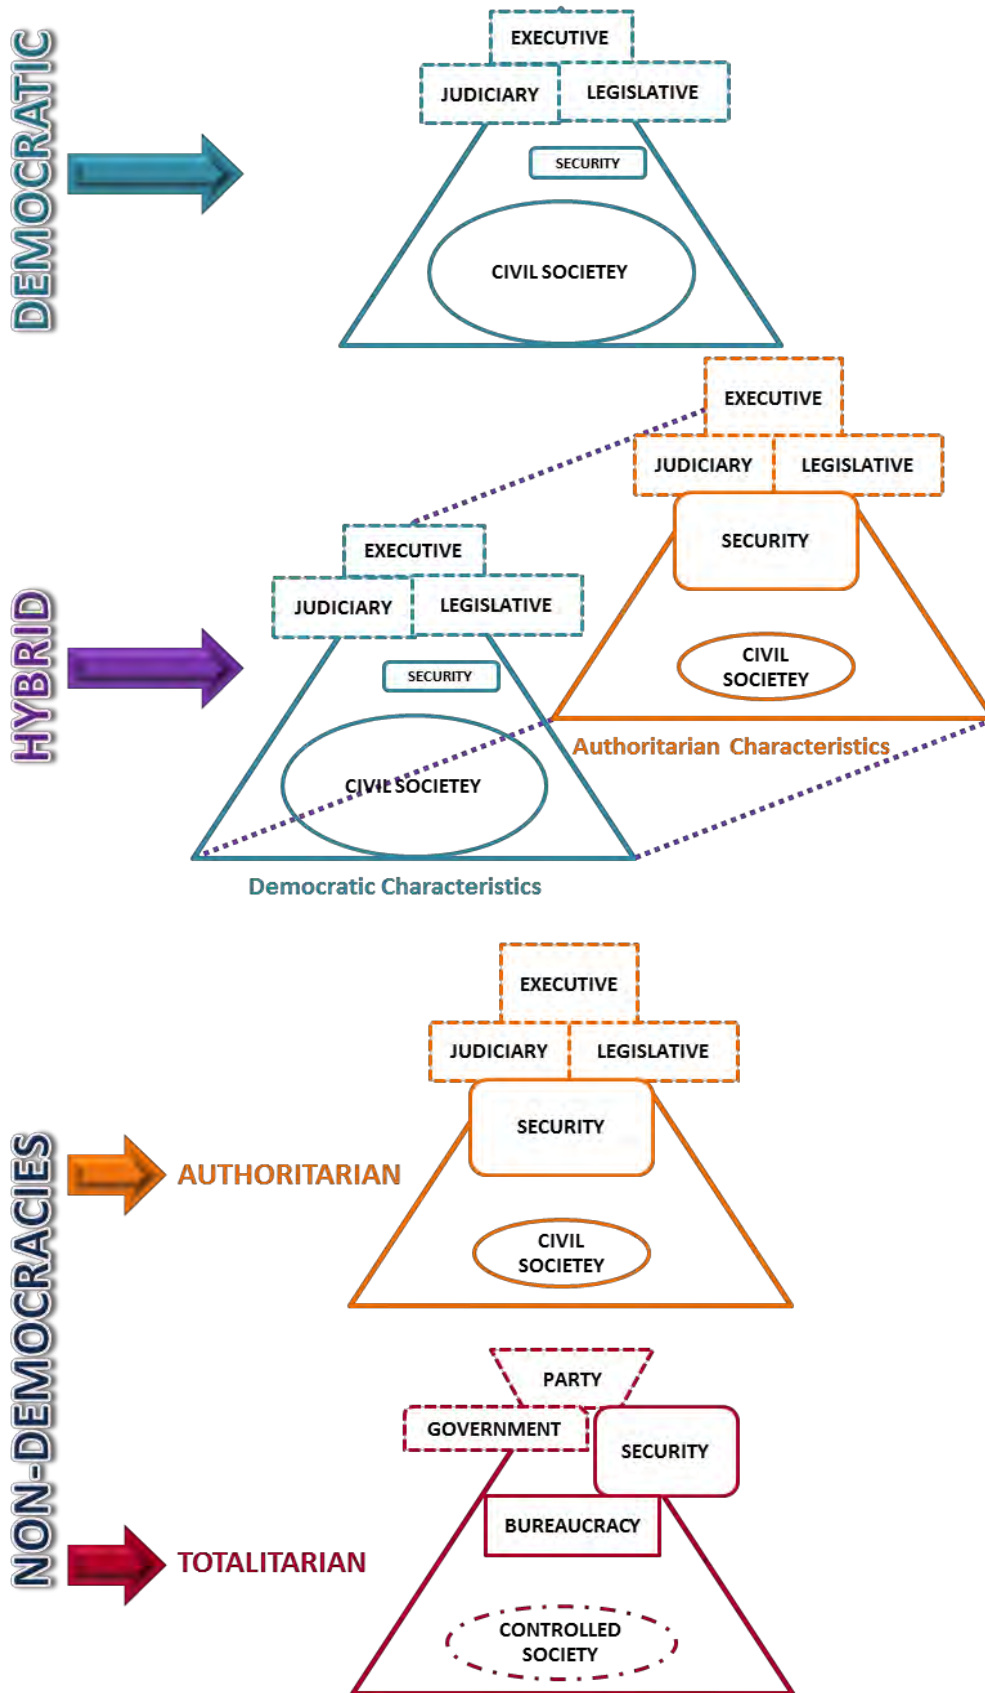 DEMOCRATIC
EXECUTIVE
JUDICIARY
LEGISLATIVE
SECURITY
CIVIL SOCIETEY
HYBRID
EXECUTIVE
JUDICIARY
LEGISLATIVE
SECURITY
CIVIL
SOCIETEY
Authoritarian Characteristics
EXECUTIVE
JUDICIARY
LEGISLATIVE
SECURITY
CIVIL SOCIETEY
Democratic Characteristics
NON-DEMOCRACIES
AUTHORITARIAN
EXECUTIVE
JUDICIARY
LEGISLATIVE
SECURITY
CIVIL
SOCIETEY
TOTALITARIAN
PARTY
GOVERNMENT
SECURITY
BUREAUCRACY
CONTROLLED
SOCIETY